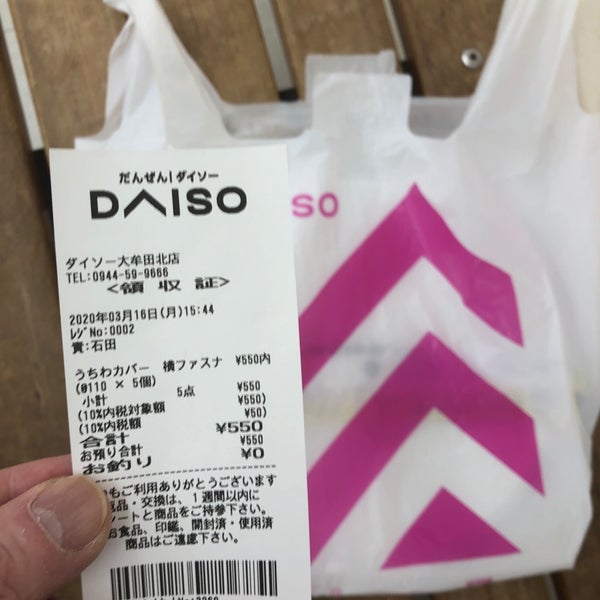 だんぜん!ダイソー
DAISO
ダイソー大牟田北店
TEL:0944-59-9666
<領 収 証>
2020年03月16日(月)15:44
ﾚｼﾞNo:0002
責:石田
うちわカバー 横ファスナ ¥550内
(@110 × 5個)
小計 5点 ¥550
(10%内税対象額 ¥550)
(10%内税額 ¥50)
合計 ¥550
お預り合計 ¥550
お釣り ¥0
もご利用ありがとうございます
品・交換は、1週間以内に
ートと商品をご持参下さい。
お食品、印鑑、開封済・使用済
商品はご遠慮下さい。
ISO